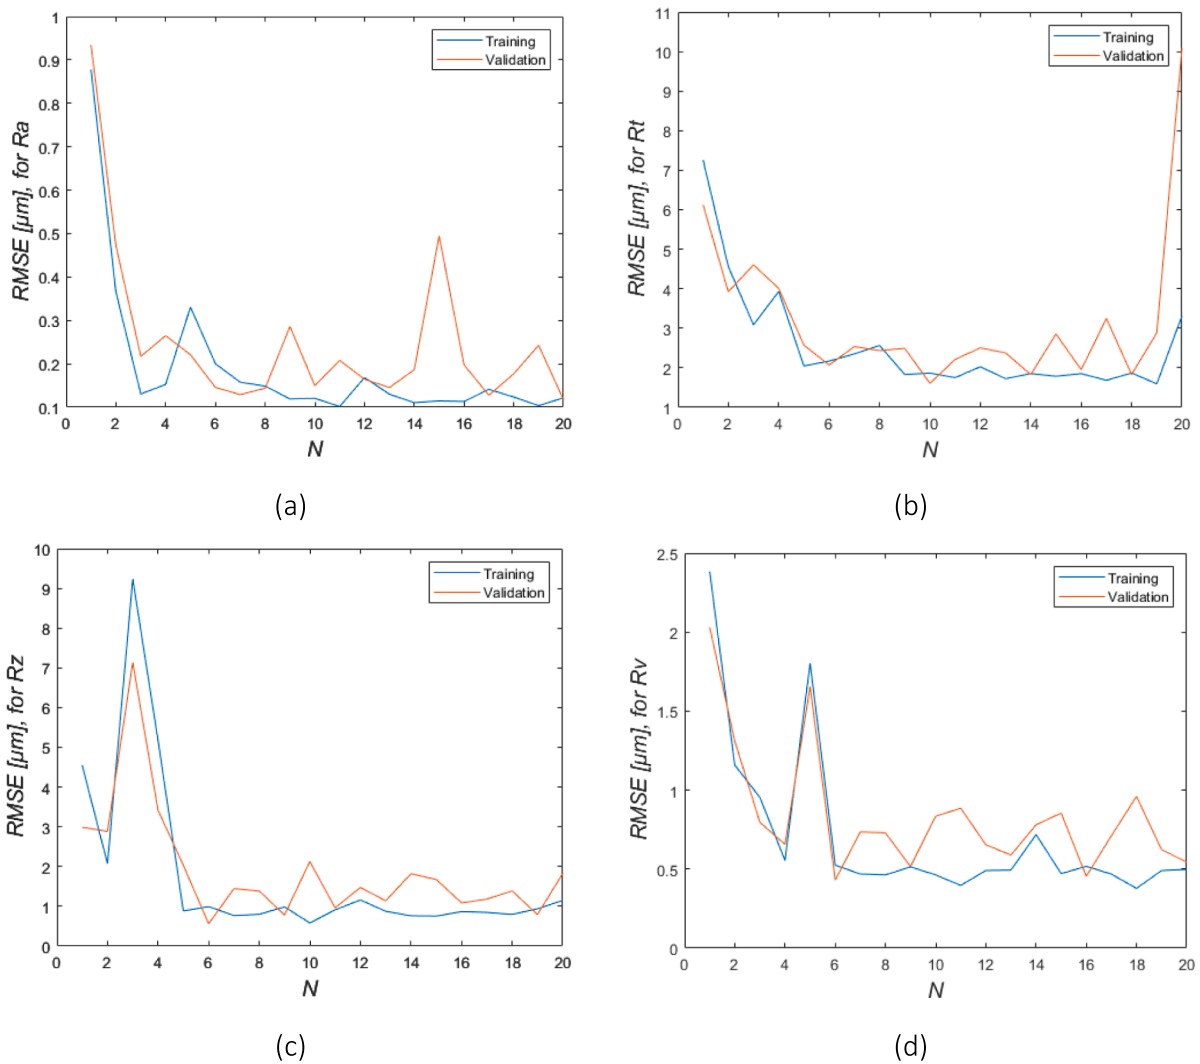 1
0.9
0.8
0.7
0.6
0.5
0.4
0.3
0.2
0.1
0 2 4 6 8 10 12 14 16 18 20
RMSE [µm], for Ra
N
Training
Validation
(a)
11
10
9
8
7
6
5
4
3
2
1
0 2 4 6 8 10 12 14 16 18 20
RMSE [µm], for Rt
N
Training
Validation
(b)
10
9
8
7
6
5
4
3
2
1
0
0 2 4 6 8 10 12 14 16 18 20
RMSE [µm], for Rz
N
Training
Validation
(c)
2.5
2
1.5
1
0.5
0
0 2 4 6 8 10 12 14 16 18 20
RMSE [µm], for Rv
N
Training
Validation
(d)